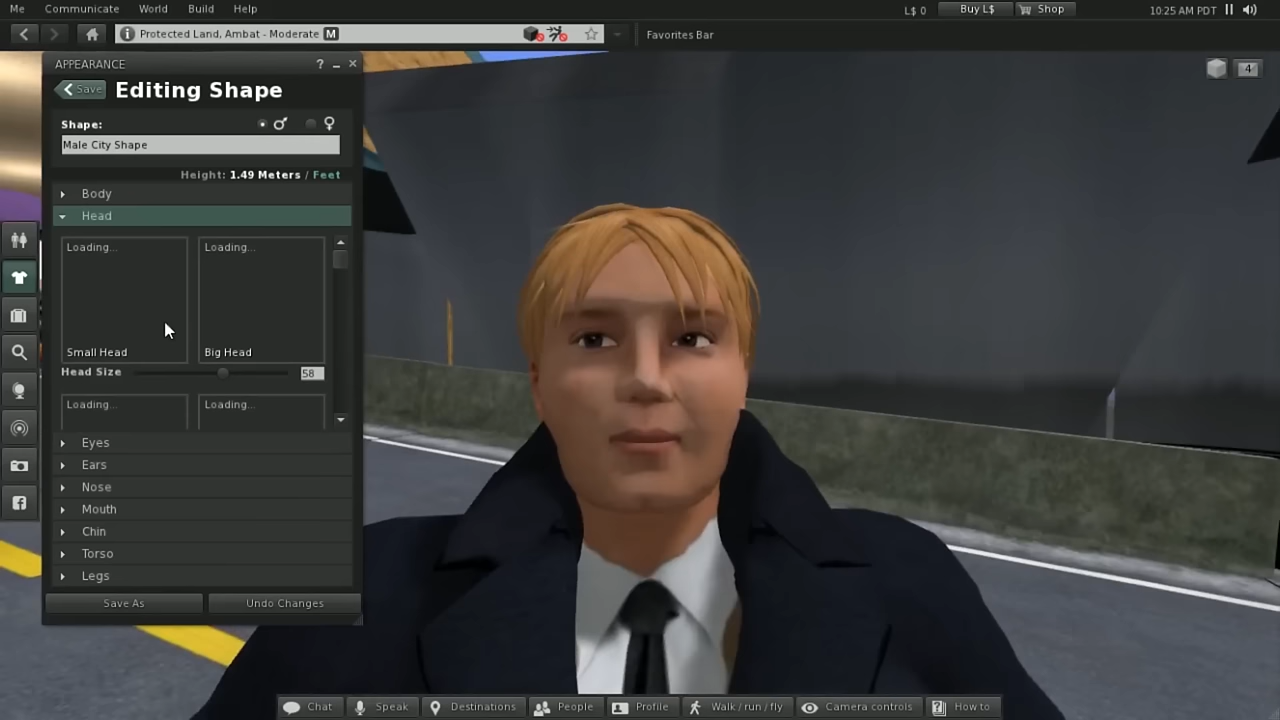 Me Communicate World Build Help L$ 0 Buy L$ Shop 10:25 AM PDT
Protected Land, Ambat - Moderate M Favorites Bar
APPEARANCE ?
4
Save Editing Shape
Shape:
Male City Shape
Height: 1.49 Meters / Feet
Body
Head
Loading... Loading...
Small Head Big Head
Head Size 58
Loading... Loading...
Eyes
Ears
Nose
Mouth
Chin
Torso
Legs
Save As Undo Changes
Chat Speak Destinations People Profile Walk / run / fly Camera controls How to